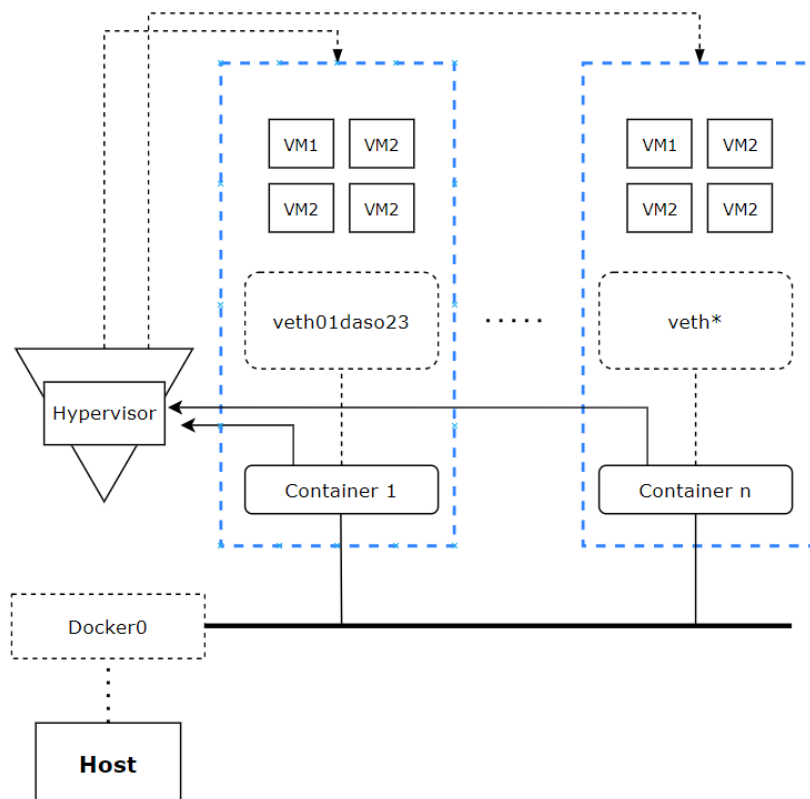 VM1 VM2
VM1 VM2
VM2 VM2
VM2 VM2
veth01daso23
.....
veth*
Hypervisor
Container 1
Container n
Docker0
Host